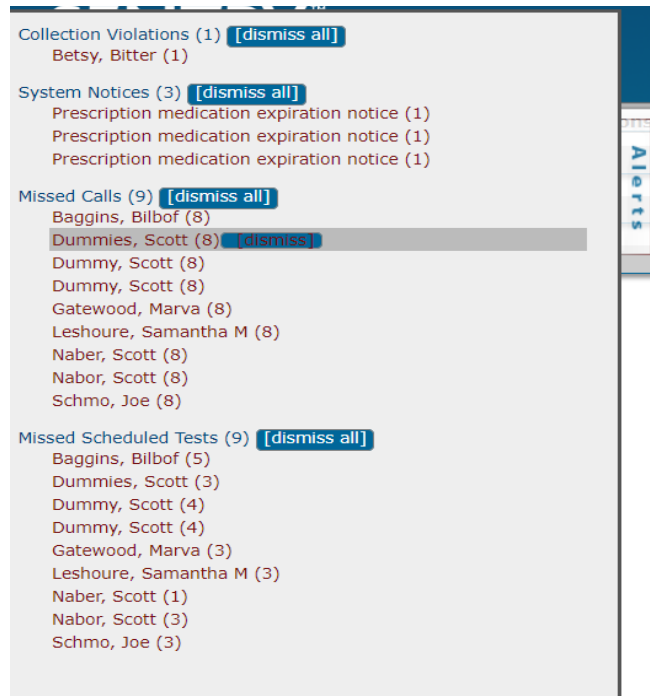 Collection Violations (1) [dismiss all]
Betsy, Bitter (1)
System Notices (3) [dismiss all]
Prescription medication expiration notice (1)
Prescription medication expiration notice (1)
Prescription medication expiration notice (1)
Missed Calls (9) [dismiss all]
Baggins, Bilbof (8)
Dummies, Scott (8) [dismiss]
Dummy, Scott (8)
Dummy, Scott (8)
Gatewood, Marva (8)
Leshoure, Samantha M (8)
Naber, Scott (8)
Nabor, Scott (8)
Schmo, Joe (8)
Missed Scheduled Tests (9) [dismiss all]
Baggins, Bilbof (5)
Dummies, Scott (3)
Dummy, Scott (4)
Dummy, Scott (4)
Gatewood, Marva (3)
Leshoure, Samantha M (3)
Naber, Scott (1)
Nabor, Scott (3)
Schmo, Joe (3)
Alerts